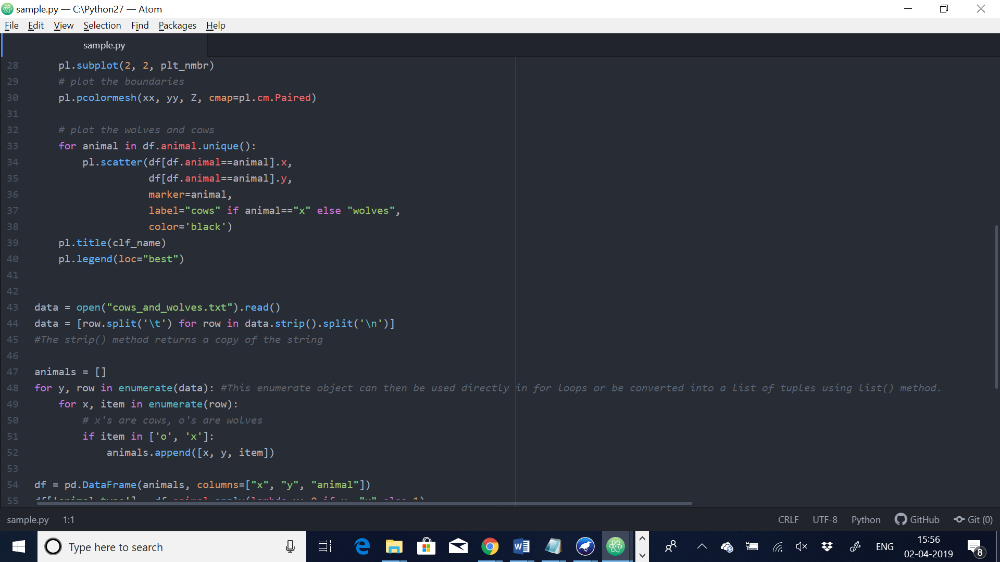 sample.py — C:\Python27 — Atom
File Edit View Selection Find Packages Help
sample.py
28     pl.subplot(2, 2, plt_nmbr)
29     # plot the boundaries
30     pl.pcolormesh(xx, yy, Z, cmap=pl.cm.Paired)
31
32     # plot the wolves and cows
33     for animal in df.animal.unique():
34         pl.scatter(df[df.animal==animal].x,
35                    df[df.animal==animal].y,
36                    marker=animal,
37                    label="cows" if animal=="x" else "wolves",
38                    color='black')
39     pl.title(clf_name)
40     pl.legend(loc="best")
41
42
43 data = open("cows_and_wolves.txt").read()
44 data = [row.split('\t') for row in data.strip().split('\n')]
45 #The strip() method returns a copy of the string
46
47 animals = []
48 for y, row in enumerate(data): #This enumerate object can then be used directly in for loops or be converted into a list of tuples using list() method.
49     for x, item in enumerate(row):
50         # x's are cows, o's are wolves
51         if item in ['o', 'x']:
52             animals.append([x, y, item])
53
54 df = pd.DataFrame(animals, columns=["x", "y", "animal"])
55
sample.py 1:1 CRLF UTF-8 Python GitHub Git (0)
Type here to search
ENG
15:56
02-04-2019
8